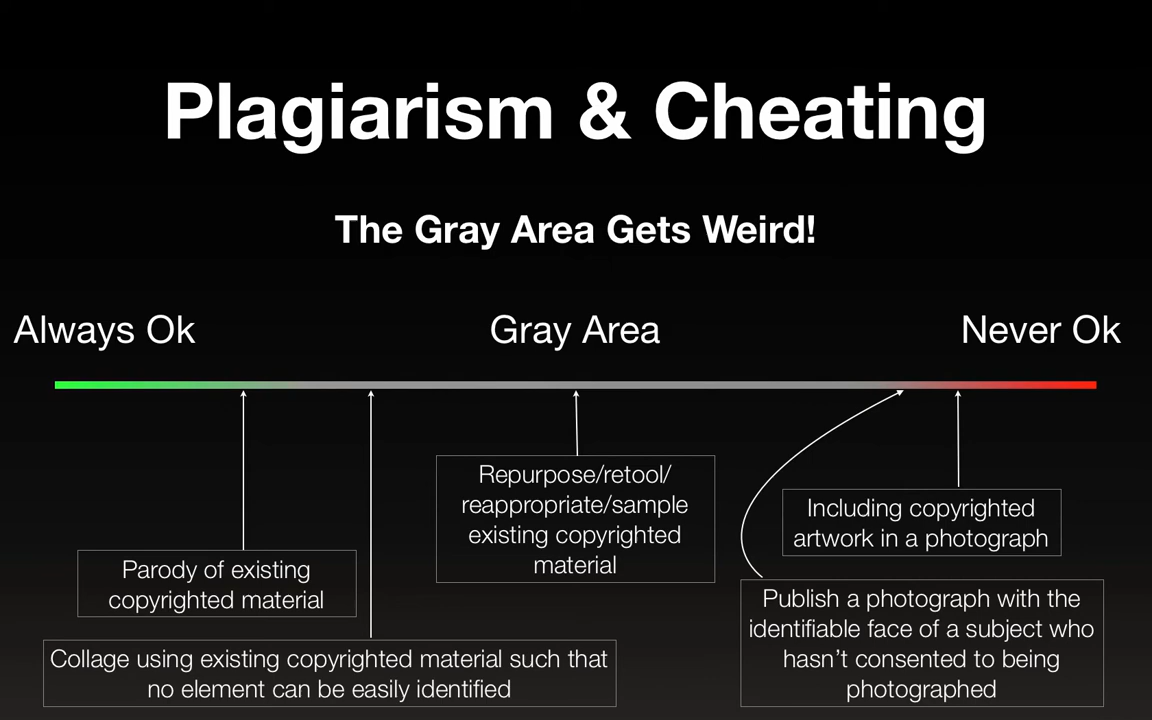 Plagiarism & Cheating
The Gray Area Gets Weird!
Always Ok
Gray Area
Never Ok
Parody of existing
copyrighted material
Collage using existing copyrighted material such that
no element can be easily identified
Repurpose/retool/
reappropriate/sample
existing copyrighted
material
Including copyrighted
artwork in a photograph
Publish a photograph with the
identifiable face of a subject who
hasn’t consented to being
photographed